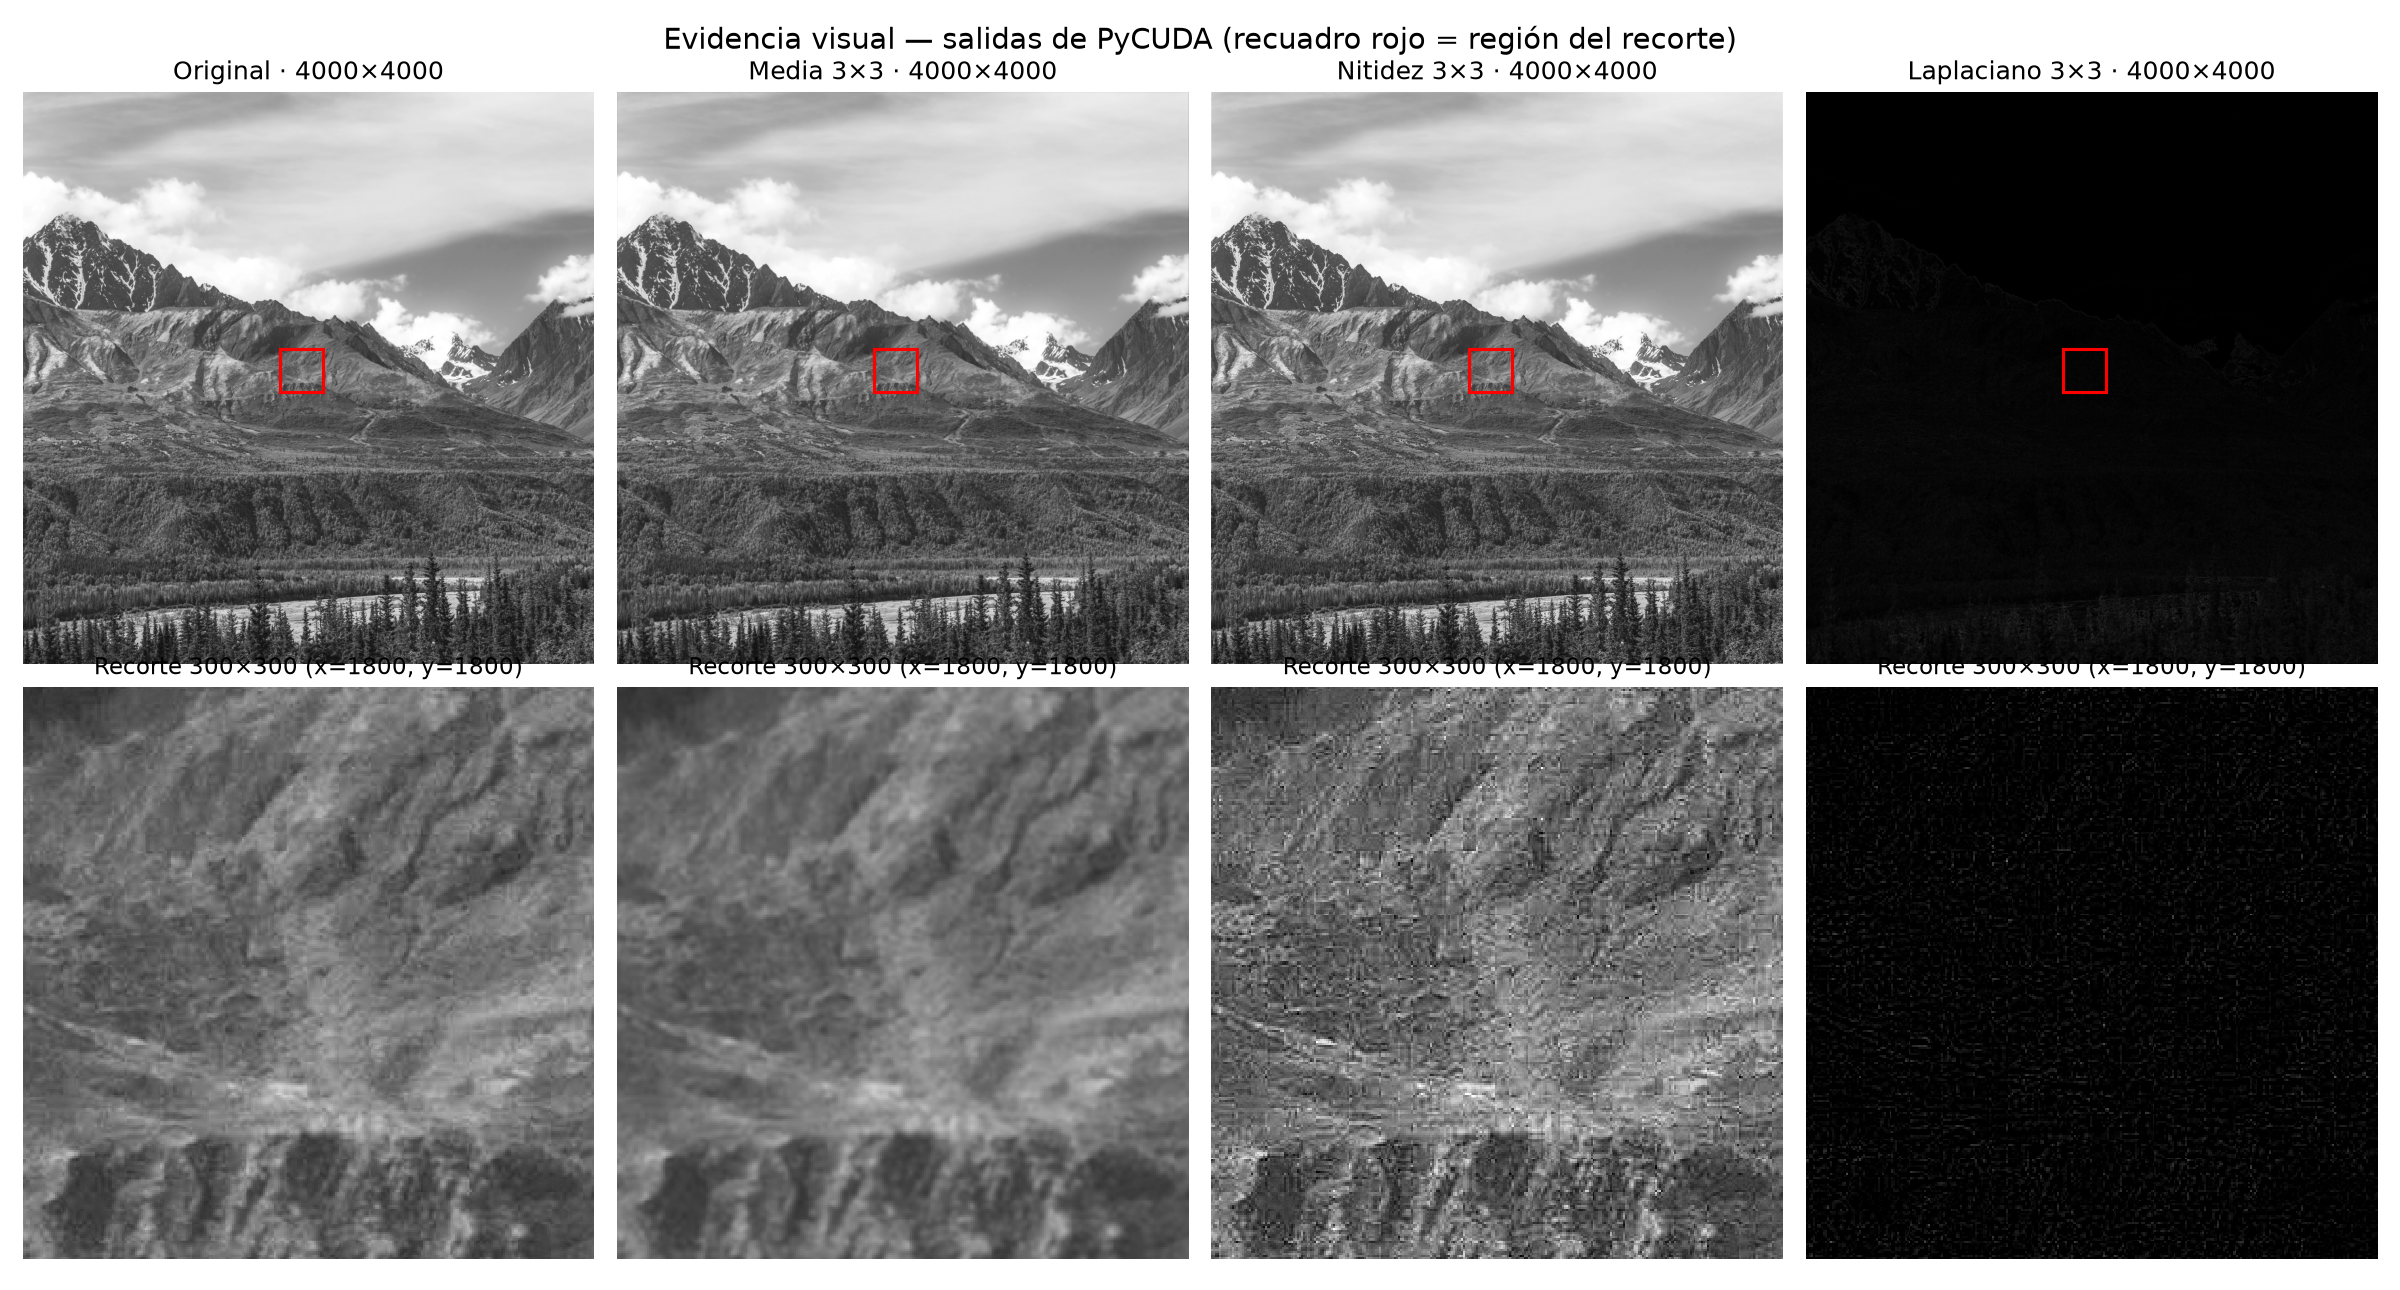 Evidencia visual — salidas de PyCUDA (recuadro rojo = región del recorte)
Original · 4000×4000
Media 3×3 · 4000×4000
Nitidez 3×3 · 4000×4000
Laplaciano 3×3 · 4000×4000
Recorte 300×300 (x=1800, y=1800)
Recorte 300×300 (x=1800, y=1800)
Recorte 300×300 (x=1800, y=1800)
Recorte 300×300 (x=1800, y=1800)